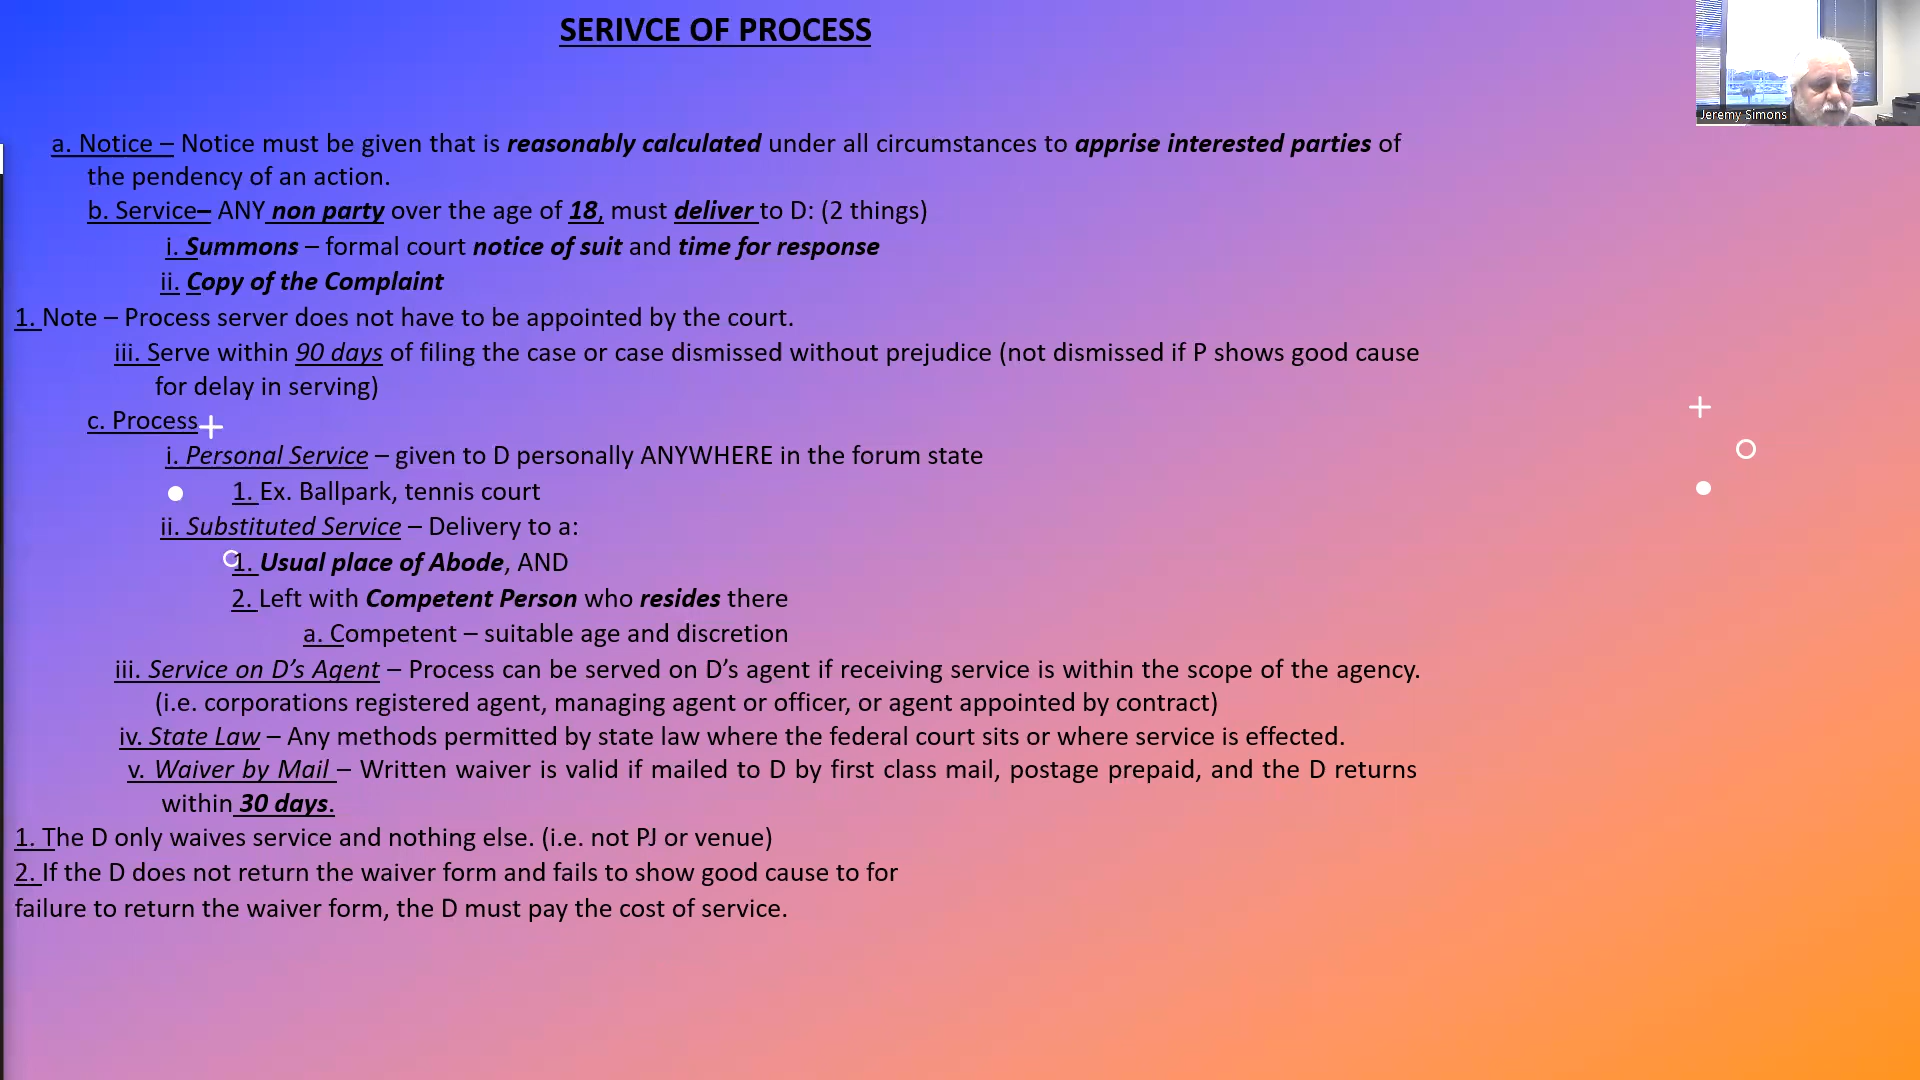 SERIVCE OF PROCESS
Jeremy Simons
a. Notice – Notice must be given that is reasonably calculated under all circumstances to apprise interested parties of
the pendency of an action.
b. Service– ANY non party over the age of 18, must deliver to D: (2 things)
i. Summons – formal court notice of suit and time for response
ii. Copy of the Complaint
1. Note – Process server does not have to be appointed by the court.
iii. Serve within 90 days of filing the case or case dismissed without prejudice (not dismissed if P shows good cause
for delay in serving)
c. Process
i. Personal Service – given to D personally ANYWHERE in the forum state
1. Ex. Ballpark, tennis court
ii. Substituted Service – Delivery to a:
1. Usual place of Abode, AND
2. Left with Competent Person who resides there
a. Competent – suitable age and discretion
iii. Service on D’s Agent – Process can be served on D’s agent if receiving service is within the scope of the agency.
(i.e. corporations registered agent, managing agent or officer, or agent appointed by contract)
iv. State Law – Any methods permitted by state law where the federal court sits or where service is effected.
v. Waiver by Mail – Written waiver is valid if mailed to D by first class mail, postage prepaid, and the D returns
within 30 days.
1. The D only waives service and nothing else. (i.e. not PJ or venue)
2. If the D does not return the waiver form and fails to show good cause to for
failure to return the waiver form, the D must pay the cost of service.